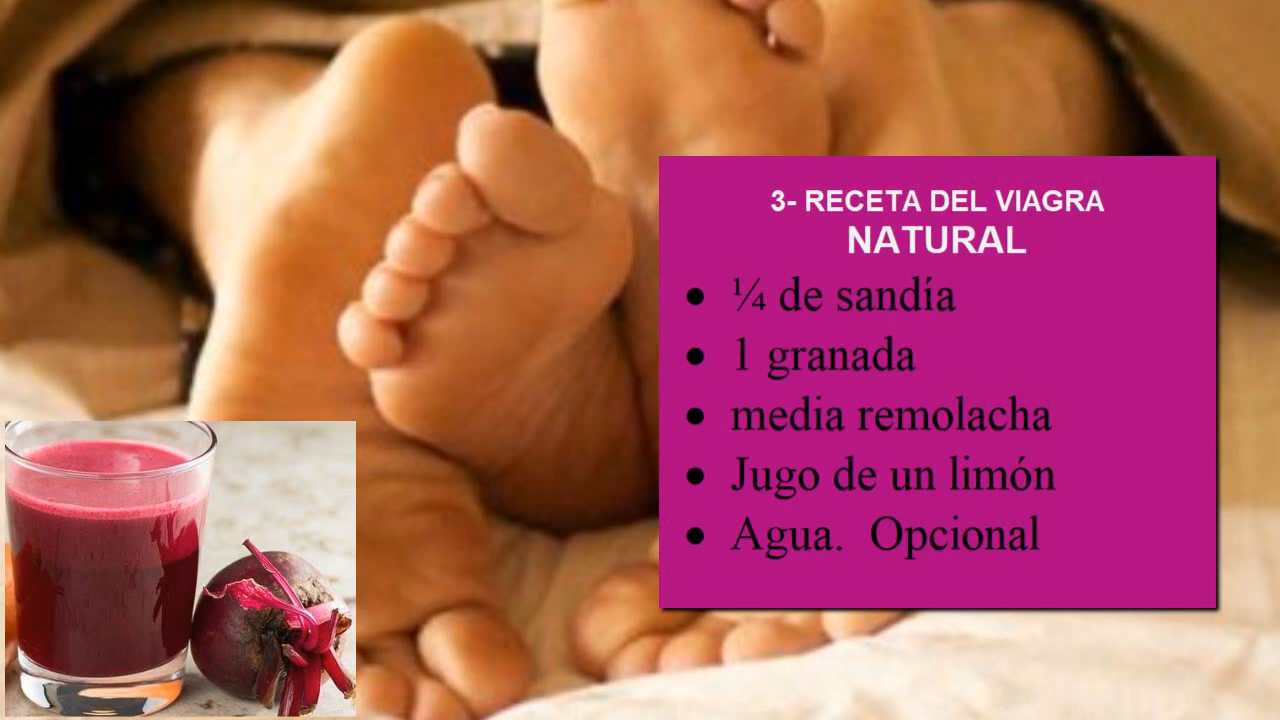 3- RECETA DEL VIAGRA
NATURAL
• ¼ de sandía
• 1 granada
• media remolacha
• Jugo de un limón
• Agua.  Opcional